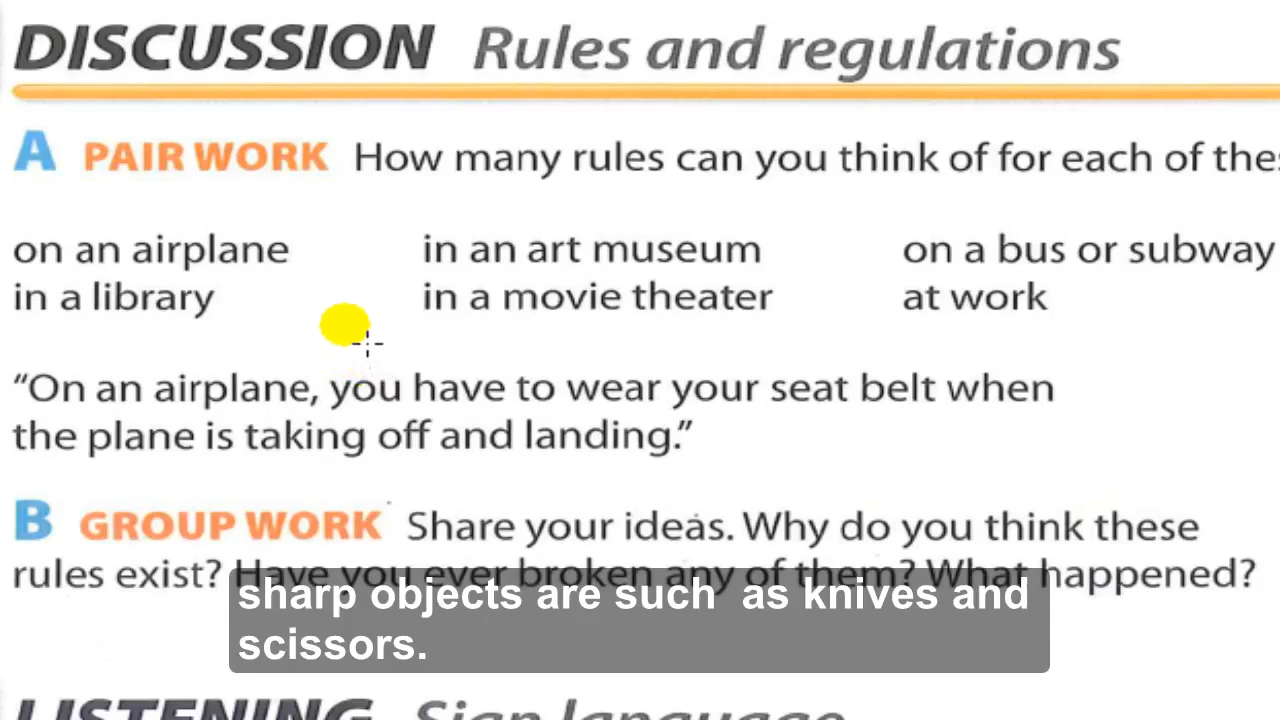 DISCUSSION Rules and regulations
A PAIR WORK How many rules can you think of for each of thes
on an airplane in an art museum on a bus or subway
in a library in a movie theater at work
“On an airplane, you have to wear your seat belt when
the plane is taking off and landing.”
B GROUP WORK Share your ideas. Why do you think these
rules exist? Have you ever broken any of them? What happened?
sharp objects are such as knives and
scissors.
LISTENING Sign language